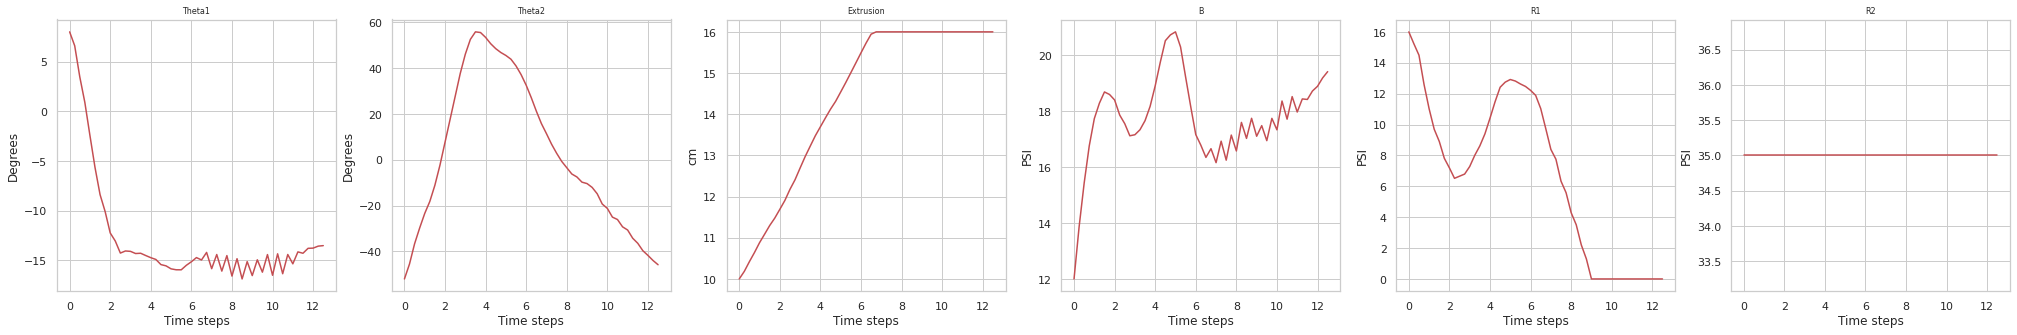 Theta1
Degrees
5
0
−5
−10
−15
0 2 4 6 8 10 12
Time steps
Theta2
Degrees
60
40
20
0
−20
−40
0 2 4 6 8 10 12
Time steps
Extrusion
cm
16
15
14
13
12
11
10
0 2 4 6 8 10 12
Time steps
B
PSI
20
18
16
14
12
0 2 4 6 8 10 12
Time steps
R1
PSI
16
14
12
10
8
6
4
2
0
0 2 4 6 8 10 12
Time steps
R2
PSI
36.5
36.0
35.5
35.0
34.5
34.0
33.5
0 2 4 6 8 10 12
Time steps